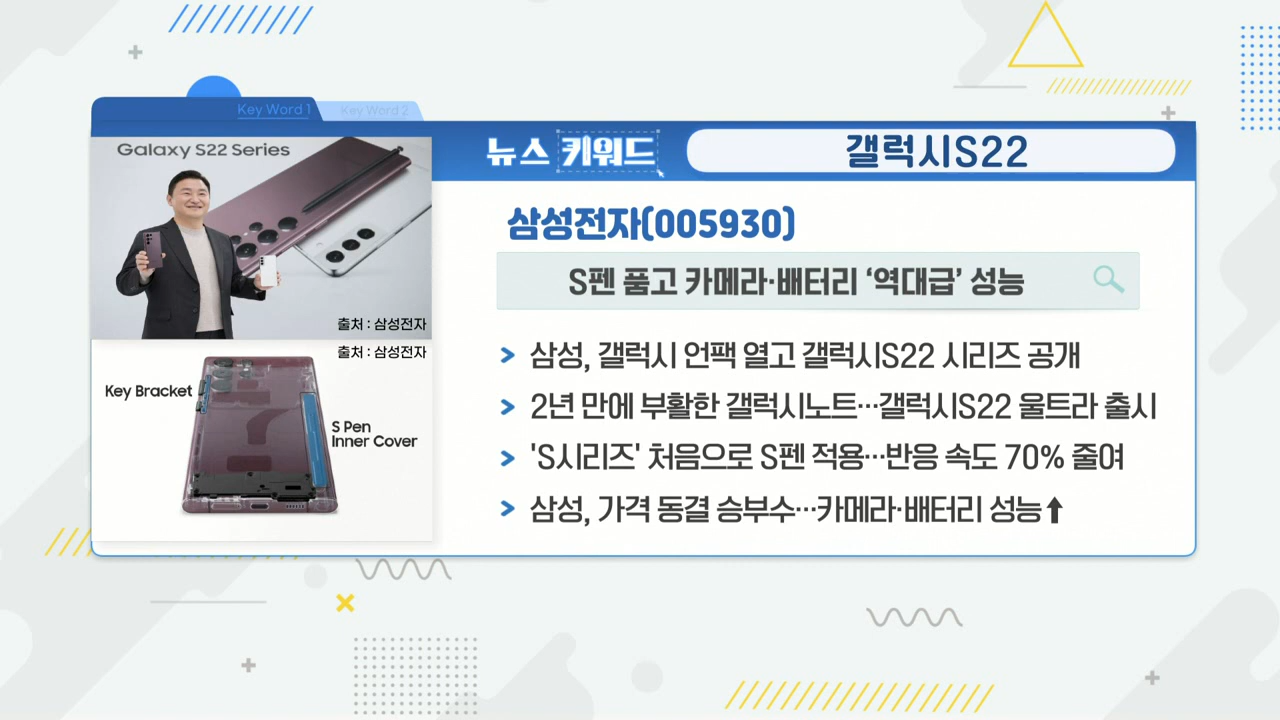 Key Word 1
Key Word 2
뉴스 키워드
갤럭시S22
Galaxy S22 Series
출처 : 삼성전자
출처 : 삼성전자
Key Bracket
S Pen
Inner Cover
삼성전자(005930)
S펜 품고 카메라·배터리 ‘역대급’ 성능
삼성, 갤럭시 언팩 열고 갤럭시S22 시리즈 공개
2년 만에 부활한 갤럭시노트…갤럭시S22 울트라 출시
'S시리즈' 처음으로 S펜 적용…반응 속도 70% 줄여
삼성, 가격 동결 승부수…카메라·배터리 성능⬆